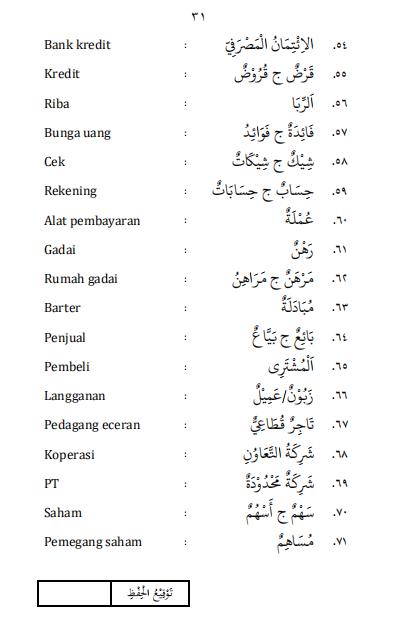 ٣١
٥٤. الاِئْتِمَانُ الْمَصْرَفِيّ : Bank kredit
٥٥. قَرْضٌ ج قُرُوْضٌ : Kredit
٥٦. اَلرِّبَا : Riba
٥٧. فَائِدَةٌ ج فَوَائِدُ : Bunga uang
٥٨. شِيْكٌ ج شِيْكَاتٌ : Cek
٥٩. حِسَابٌ ج حِسَابَاتٌ : Rekening
٦٠. عُمْلَةٌ : Alat pembayaran
٦١. رَهْنٌ : Gadai
٦٢. مَرْهَنٌ ج مَرَاهِنُ : Rumah gadai
٦٣. مُبَادَلَةٌ : Barter
٦٤. بَائِعٌ ج بَيَّاعٌ : Penjual
٦٥. اَلْمُشْتَرِى : Pembeli
٦٦. زَبُوْنٌ/عَمِيْلٌ : Langganan
٦٧. تَاجِرٌ قُطَاعِيٌّ : Pedagang eceran
٦٨. شَرِكَةُ التَّعَاوُنِ : Koperasi
٦٩. شَرِكَةٌ مَحْدُوْدَةٌ : PT
٧٠. سَهْمٌ ج أَسْهُمٌ : Saham
٧١. مُسَاهِمٌ : Pemegang saham
تَوْقِيْعُ الْحِفْظِ